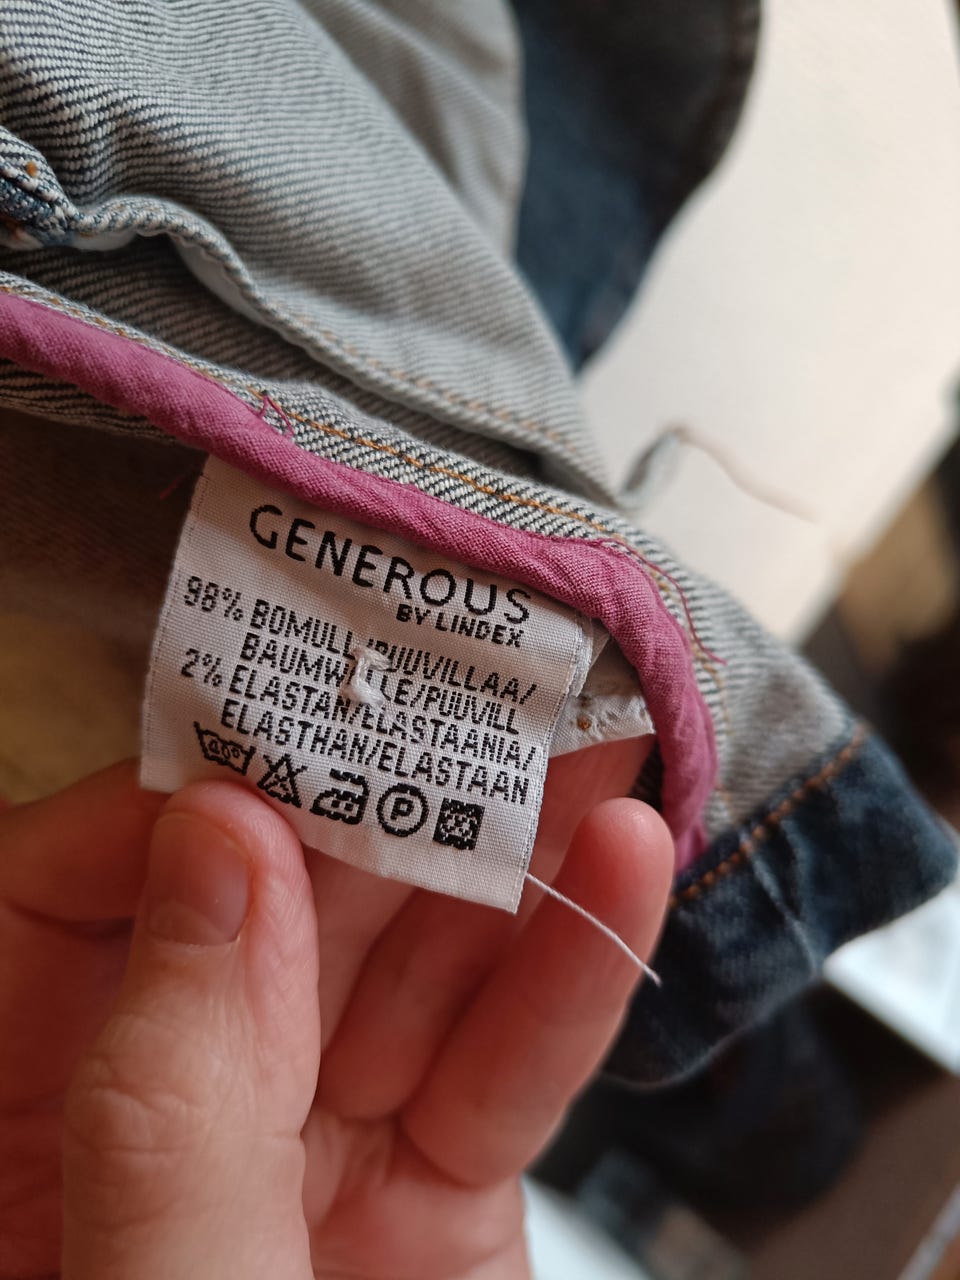 GENEROUS
BY LINDEX
98% BOMULL/PUUVILLAA/
BAUMWOLLE/PUUVILL
2% ELASTAN/ELASTAANIA/
ELASTHAN/ELASTAAN
40° P